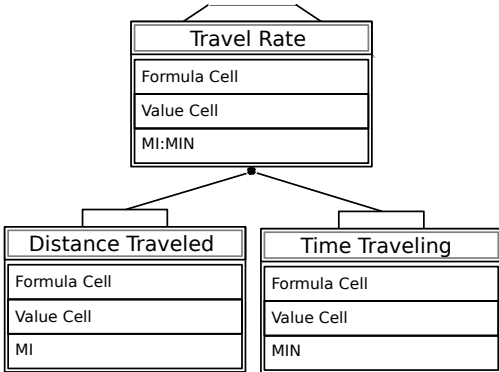 Travel Rate
Formula Cell
Value Cell
MI:MIN
Distance Traveled
Formula Cell
Value Cell
MI
Time Traveling
Formula Cell
Value Cell
MIN